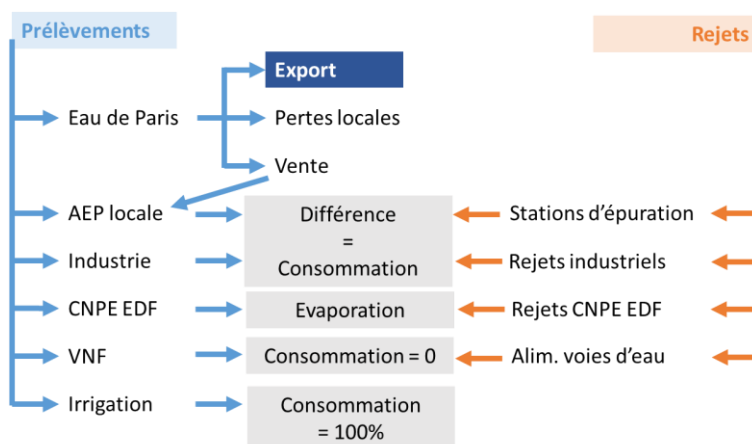 Prélèvements
Rejets
Export
Eau de Paris
Pertes locales
Vente
AEP locale
Différence
=
Consommation
Stations d'épuration
Industrie
Rejets industriels
CNPE EDF
Evaporation
Rejets CNPE EDF
VNF
Consommation = 0
Alim. voies d'eau
Irrigation
Consommation
= 100%